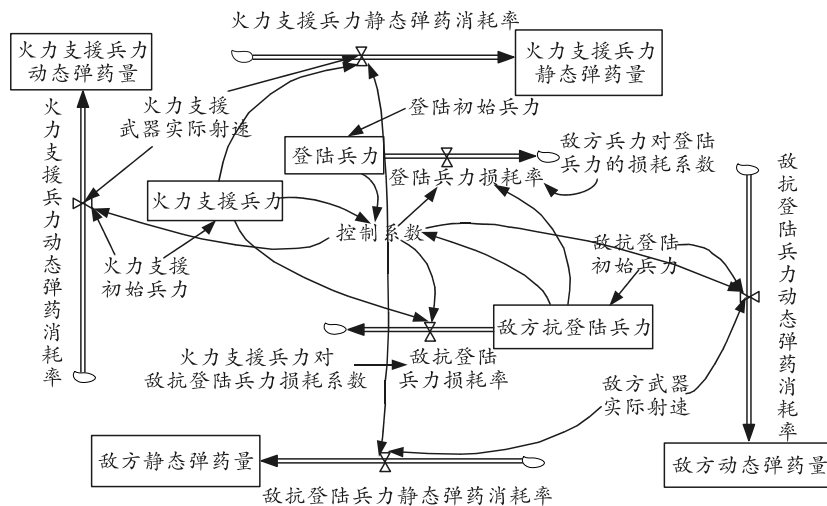 火力支援兵力静态弹药消耗率
火力支援兵力
动态弹药量
火力支援兵力
静态弹药量
火力支援
武器实际射速
登陆初始兵力
登陆兵力
敌方兵力对登陆
兵力的损耗系数
登陆兵力损耗率
火力支援兵力动态弹药消耗率
敌抗登陆兵力动态弹药消耗率
火力支援兵力
控制系数
火力支援
初始兵力
敌抗登陆
初始兵力
敌方抗登陆兵力
火力支援兵力对
敌抗登陆兵力损耗系数
敌抗登陆
兵力损耗率
敌方武器
实际射速
敌方静态弹药量
敌方动态弹药量
敌抗登陆兵力静态弹药消耗率